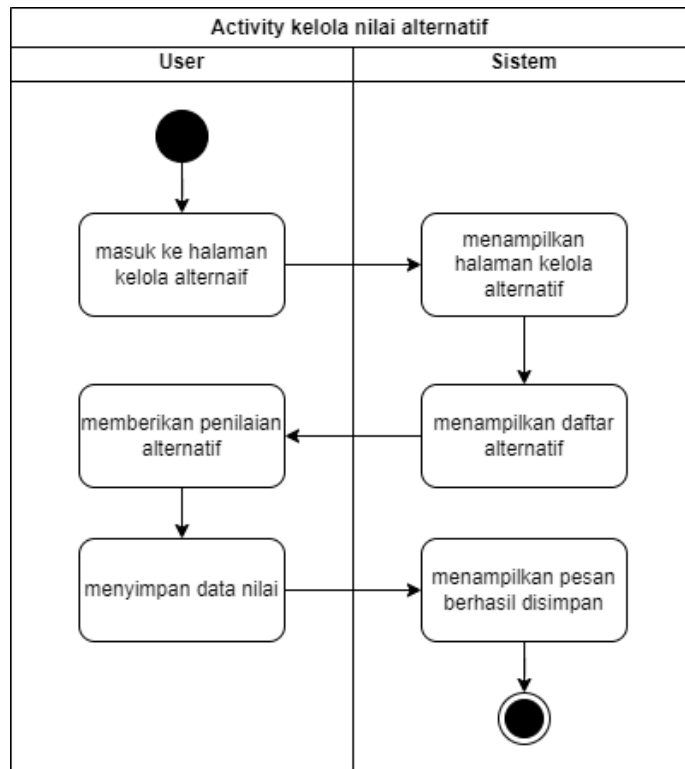 Activity kelola nilai alternatif
User
Sistem
masuk ke halaman
kelola alternaif
menampilkan
halaman kelola
alternatif
memberikan penilaian
alternatif
menampilkan daftar
alternatif
menyimpan data nilai
menampilkan pesan
berhasil disimpan